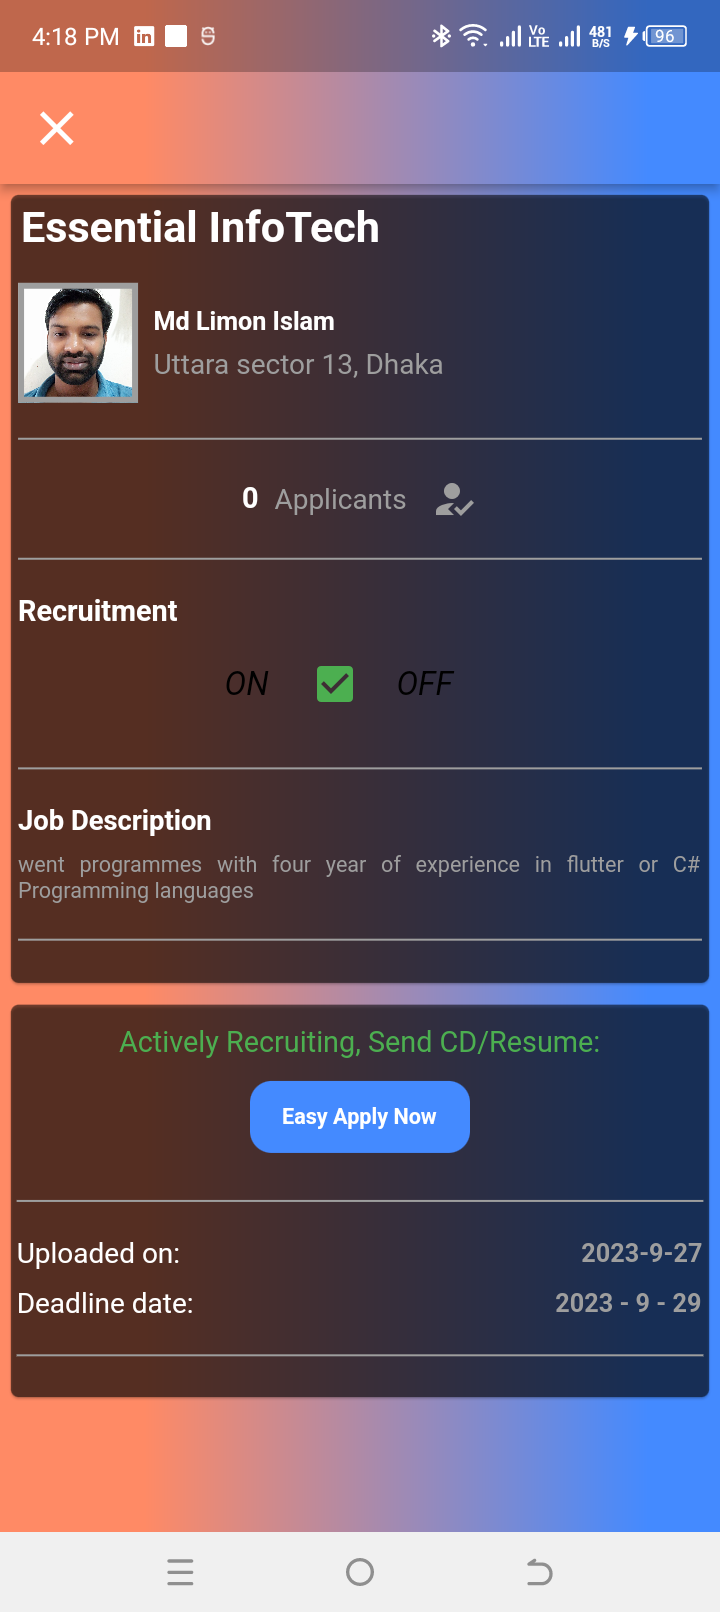 4:18 PM in Vo LTE 481 B/S 96
Essential InfoTech
Md Limon Islam
Uttara sector 13, Dhaka
0 Applicants
Recruitment
ON OFF
Job Description
went programmes with four year of experience in flutter or C#
Programming languages
Actively Recruiting, Send CD/Resume:
Easy Apply Now
Uploaded on: 2023-9-27
Deadline date: 2023 - 9 - 29